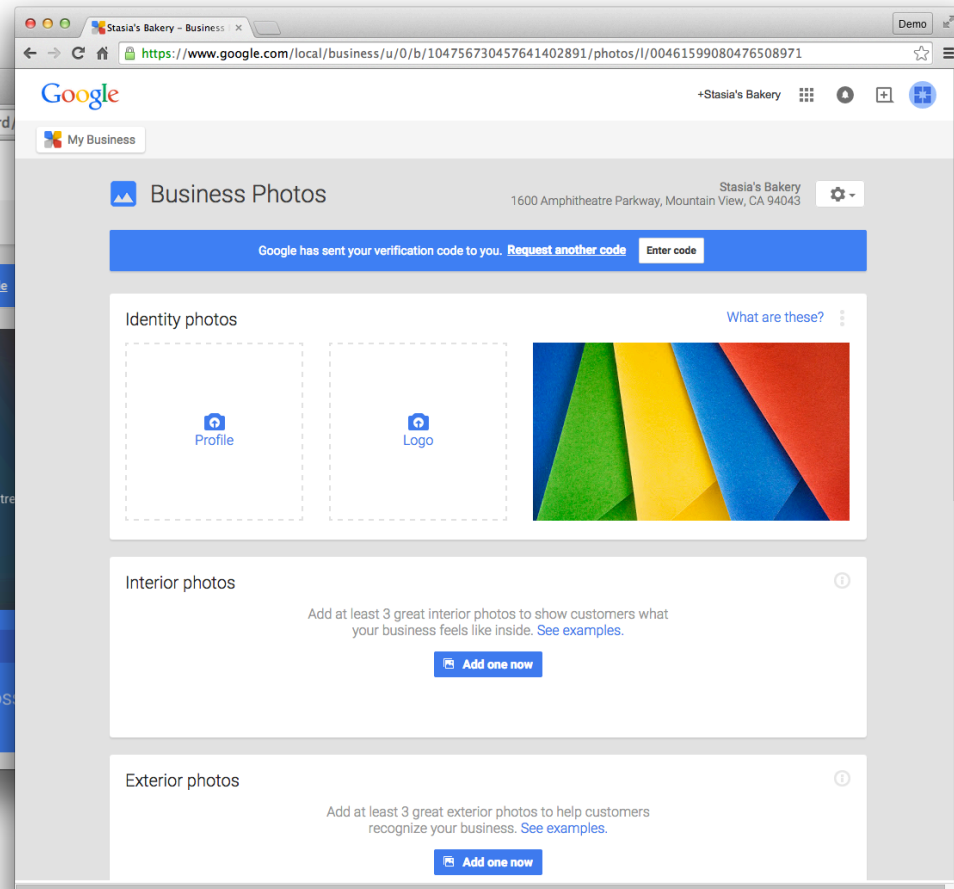 Stasia's Bakery – Business
Demo
https://www.google.com/local/business/u/0/b/104756730457641402891/photos/l/00461599080476508971
Google
+Stasia's Bakery
My Business
Business Photos
Stasia's Bakery
1600 Amphitheatre Parkway, Mountain View, CA 94043
Google has sent your verification code to you. Request another code Enter code
Identity photos
What are these?
Profile
Logo
Interior photos
Add at least 3 great interior photos to show customers what
your business feels like inside. See examples.
Add one now
Exterior photos
Add at least 3 great exterior photos to help customers
recognize your business. See examples.
Add one now